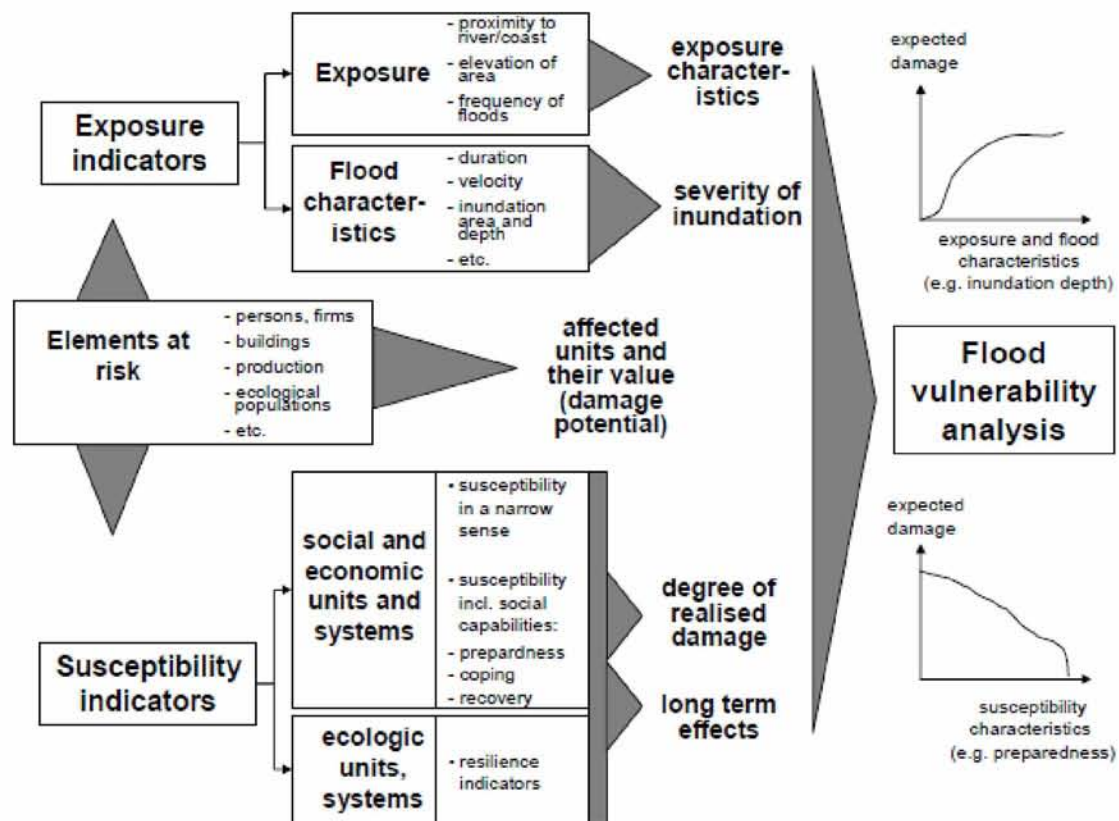 Exposure
indicators
Exposure
- proximity to
river/coast
- elevation of
area
- frequency of
floods
exposure
character-
istics
Flood
character-
istics
- duration
- velocity
- inundation
area and
depth
- etc.
severity of
inundation
Elements at
risk
- persons, firms
- buildings
- production
- ecological
populations
- etc.
affected
units and
their value
(damage
potential)
Susceptibility
indicators
social and
economic
units and
systems
• susceptibility
in a narrow
sense
• susceptibility
incl. social
capabilities:
- prepardness
- coping
- recovery
ecologic
units,
systems
• resilience
indicators
degree of
realised
damage
long term
effects
expected
damage
exposure and flood
characteristics
(e.g. inundation depth)
Flood
vulnerability
analysis
expected
damage
susceptibility
characteristics
(e.g. preparedness)